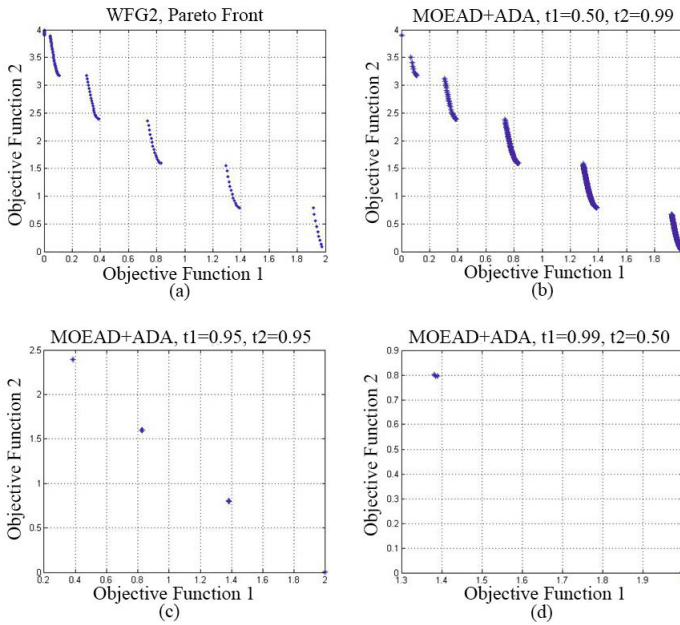 WFG2, Pareto Front
4
3.5
3
2.5
2
1.5
1
0.5
0
Objective Function 2
0 0.2 0.4 0.6 0.8 1 1.2 1.4 1.6 1.8 2
Objective Function 1
(a)
MOEAD+ADA, t1=0.50, t2=0.99
4
3.5
3
2.5
2
1.5
1
0.5
0
Objective Function 2
0 0.2 0.4 0.6 0.8 1 1.2 1.4 1.6 1.8 2
Objective Function 1
(b)
MOEAD+ADA, t1=0.95, t2=0.95
2.5
2
1.5
1
0.5
0
Objective Function 2
0.2 0.4 0.6 0.8 1 1.2 1.4 1.6 1.8 2
Objective Function 1
(c)
MOEAD+ADA, t1=0.99, t2=0.50
0.9
0.8
0.7
0.6
0.5
0.4
0.3
0.2
0.1
0
Objective Function 2
1.3 1.4 1.5 1.6 1.7 1.8 1.9
Objective Function 1
(d)